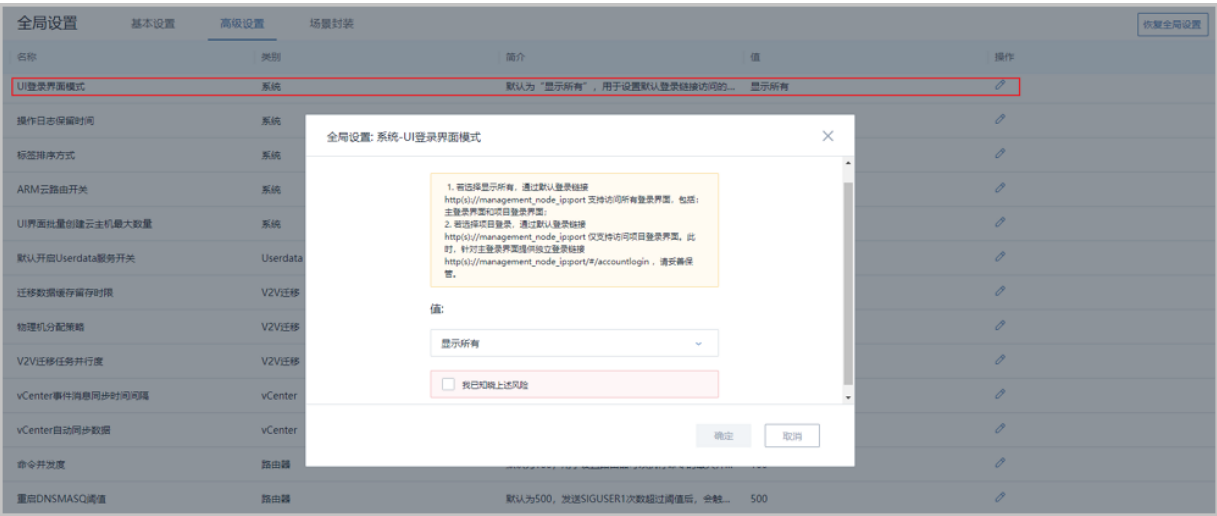 全局设置 基本设置 高级设置 场景封装 恢复全局设置
名称 类别 简介 值 操作
UI登录界面模式 系统 默认为“显示所有”，用于设置默认登录链接访问的... 显示所有
操作日志保留时间 系统
全局设置: 系统-UI登录界面模式
标签排序方式 系统
ARM云路由开关 系统
1. 若选择显示所有，通过默认登录链接
http(s)://management_node_ip:port 支持访问所有登录界面，包括：
主登录界面和项目登录界面；
2. 若选择项目登录，通过默认登录链接
http(s)://management_node_ip:port 仅支持访问项目登录界面。此
时，针对主登录界面提供独立登录链接
http(s)://management_node_ip:port/#/accountlogin ，请妥善保
管。
UI界面批量创建云主机最大数量 系统
默认开启Userdata服务开关 Userdata
迁移数据缓存留存时限 V2V迁移
值:
物理机分配策略 V2V迁移
显示所有
V2V迁移任务并行度 V2V迁移
我已知晓上述风险
vCenter事件消息同步时间间隔 vCenter
vCenter自动同步数据 vCenter
确定 取消
命令并发度 路由器
重启DNSMASQ阈值 路由器 默认为500，发送SIGUSER1次数超过阈值后，会触... 500